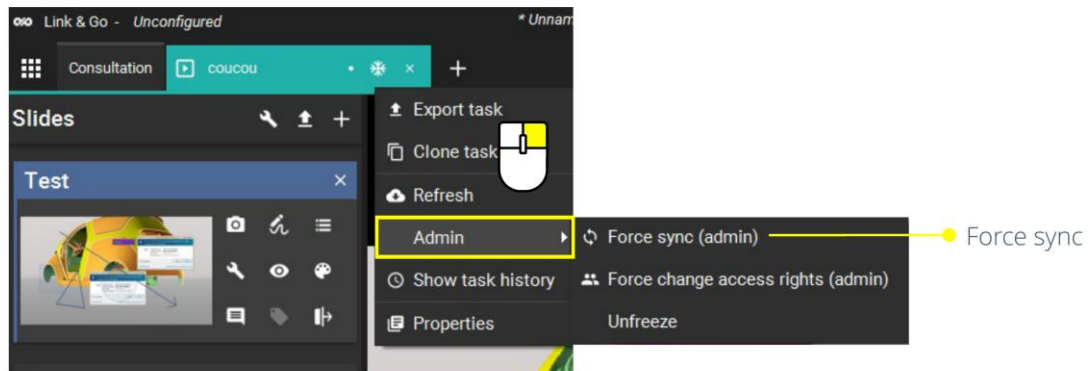 Link & Go - Unconfigured
* Unnam
Consultation
coucou
Slides
Test
Export task
Clone task
Refresh
Admin
Show task history
Properties
Force sync (admin)
Force change access rights (admin)
Unfreeze
Force sync